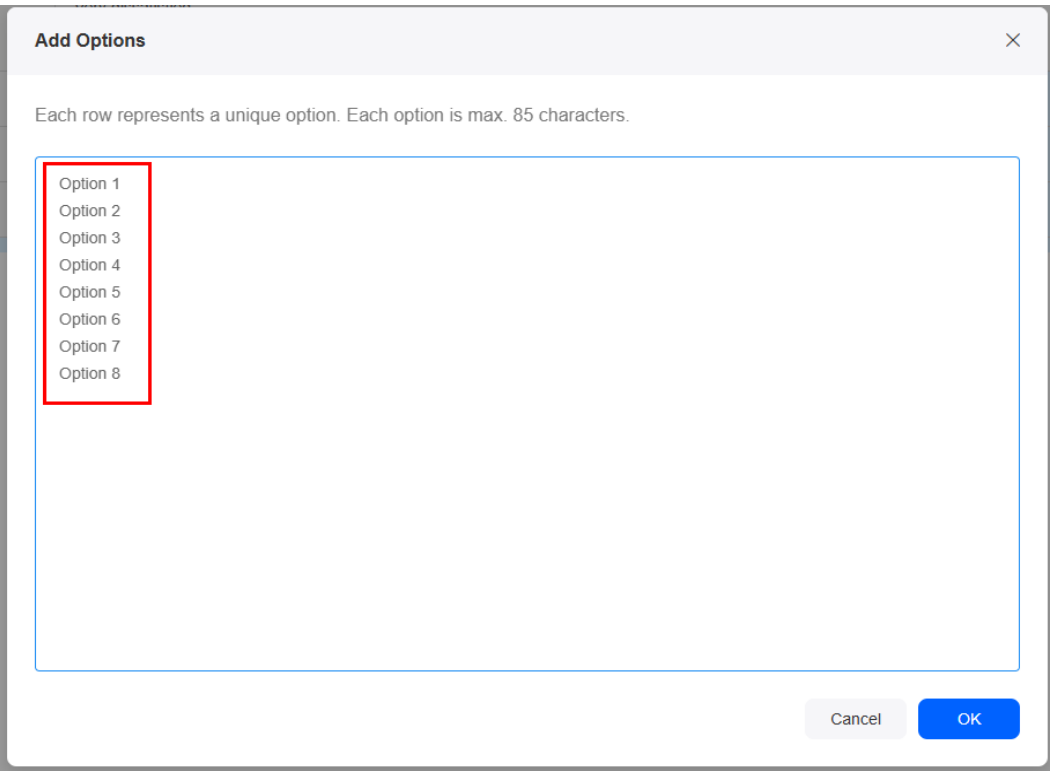 Add Options
Each row represents a unique option. Each option is max. 85 characters.
Option 1
Option 2
Option 3
Option 4
Option 5
Option 6
Option 7
Option 8
Cancel
OK